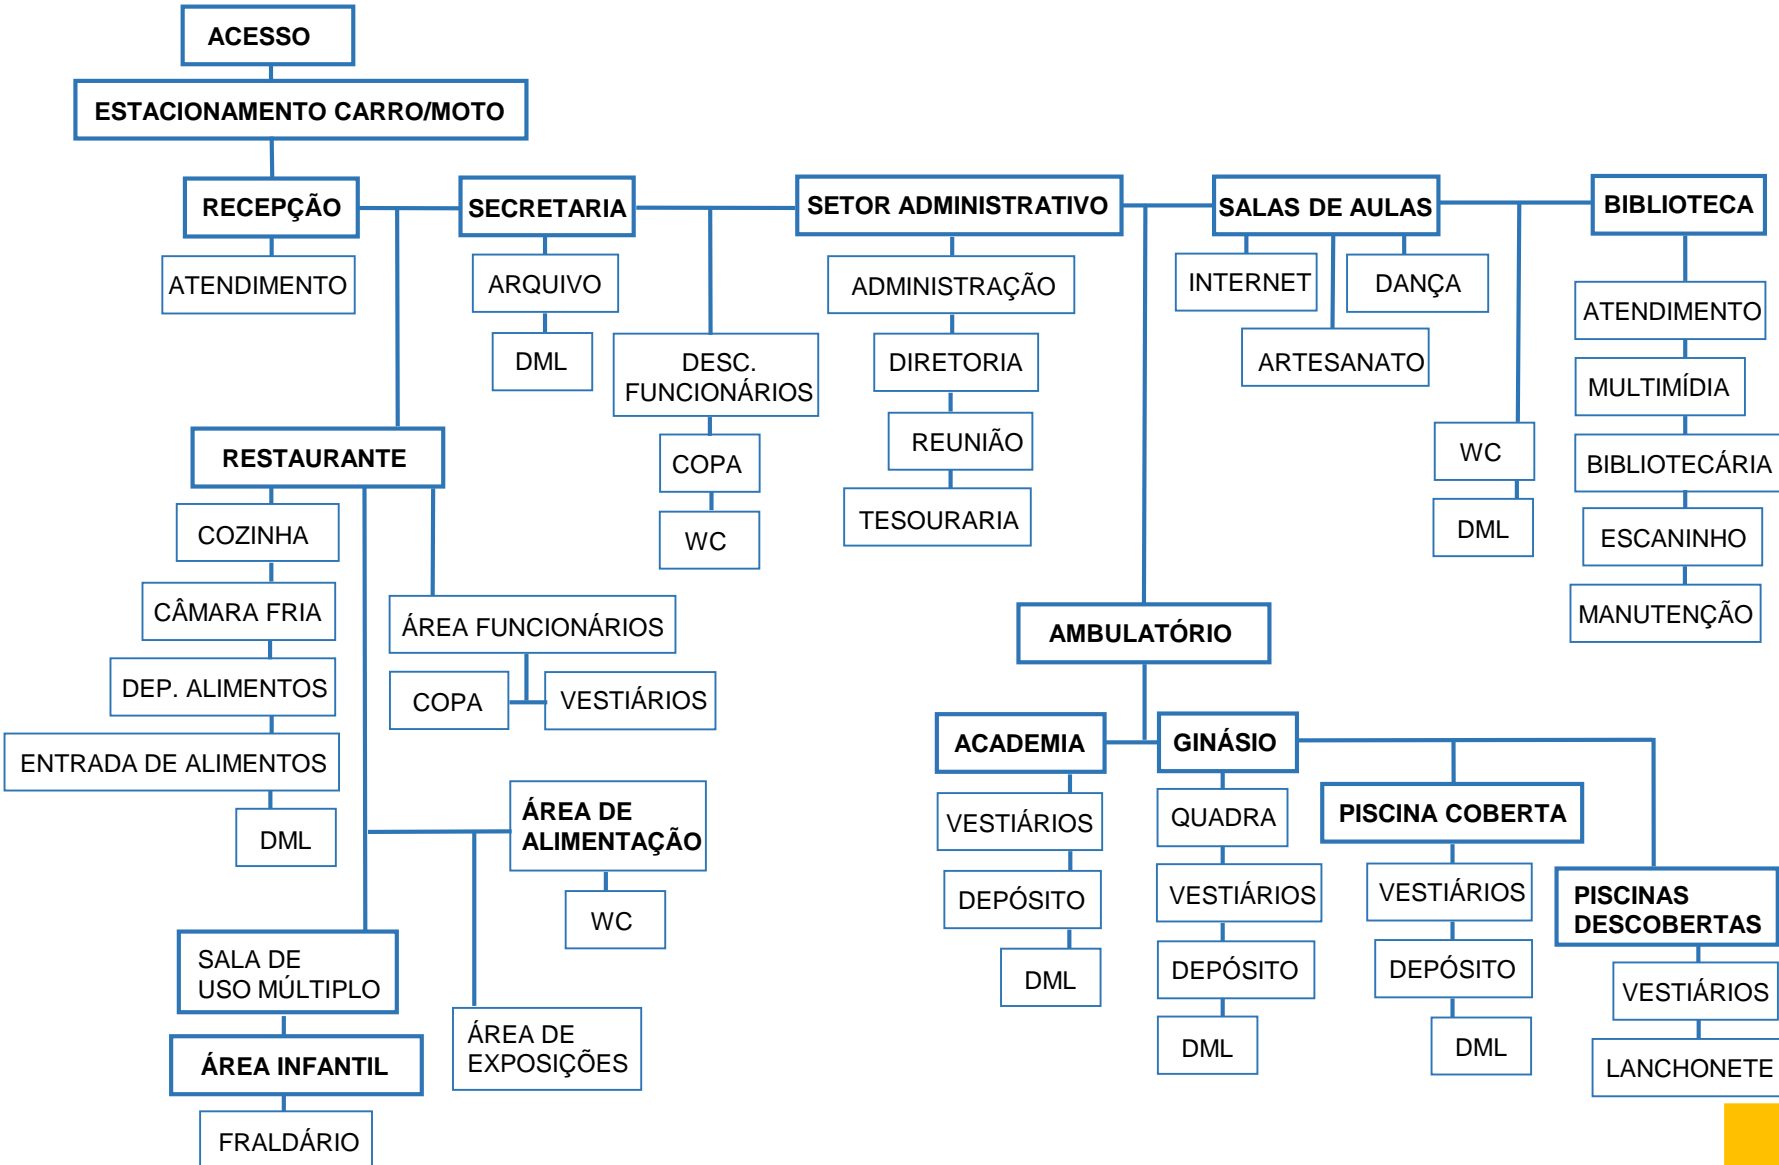 ACESSO
ESTACIONAMENTO CARRO/MOTO
RECEPÇÃO
SECRETARIA
SETOR ADMINISTRATIVO
SALAS DE AULAS
BIBLIOTECA
ATENDIMENTO
ARQUIVO
ADMINISTRAÇÃO
INTERNET
DANÇA
ATENDIMENTO
DML
DESC.
FUNCIONÁRIOS
DIRETORIA
ARTESANATO
MULTIMÍDIA
RESTAURANTE
COPA
REUNIÃO
WC
BIBLIOTECÁRIA
COZINHA
WC
TESOURARIA
DML
ESCANINHO
CÂMARA FRIA
ÁREA FUNCIONÁRIOS
AMBULATÓRIO
MANUTENÇÃO
DEP. ALIMENTOS
COPA
VESTIÁRIOS
ENTRADA DE ALIMENTOS
ACADEMIA
GINÁSIO
DML
ÁREA DE
ALIMENTAÇÃO
VESTIÁRIOS
QUADRA
PISCINA COBERTA
WC
DEPÓSITO
VESTIÁRIOS
VESTIÁRIOS
PISCINAS
DESCOBERTAS
SALA DE
USO MÚLTIPLO
DML
DEPÓSITO
DEPÓSITO
VESTIÁRIOS
ÁREA INFANTIL
ÁREA DE
EXPOSIÇÕES
DML
DML
LANCHONETE
FRALDÁRIO